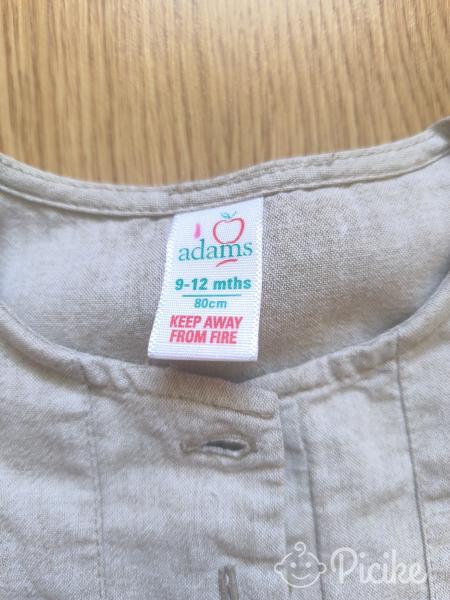 adams
9-12 mths
80cm
KEEP AWAY
FROM FIRE
Picike